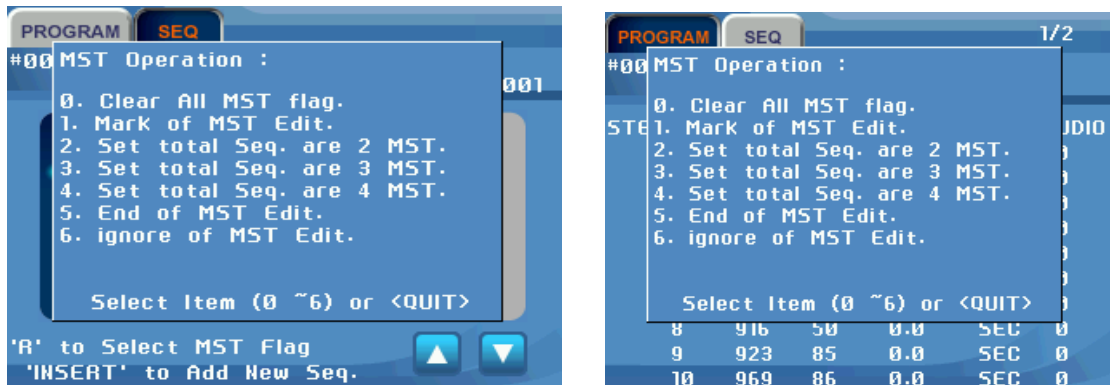 PROGRAM SEQ
#00
001
MST Operation :
0. Clear All MST flag.
1. Mark of MST Edit.
2. Set total Seq. are 2 MST.
3. Set total Seq. are 3 MST.
4. Set total Seq. are 4 MST.
5. End of MST Edit.
6. ignore of MST Edit.
Select Item (0 ~6) or <QUIT>
'R' to Select MST Flag
'INSERT' to Add New Seq.
PROGRAM SEQ 1/2
#00
MST Operation :
0. Clear All MST flag.
1. Mark of MST Edit.
2. Set total Seq. are 2 MST.
3. Set total Seq. are 3 MST.
4. Set total Seq. are 4 MST.
5. End of MST Edit.
6. ignore of MST Edit.
Select Item (0 ~6) or <QUIT>
8 916 50 0.0 SEC 0
9 923 85 0.0 SEC 0
10 969 86 0.0 SEC 0